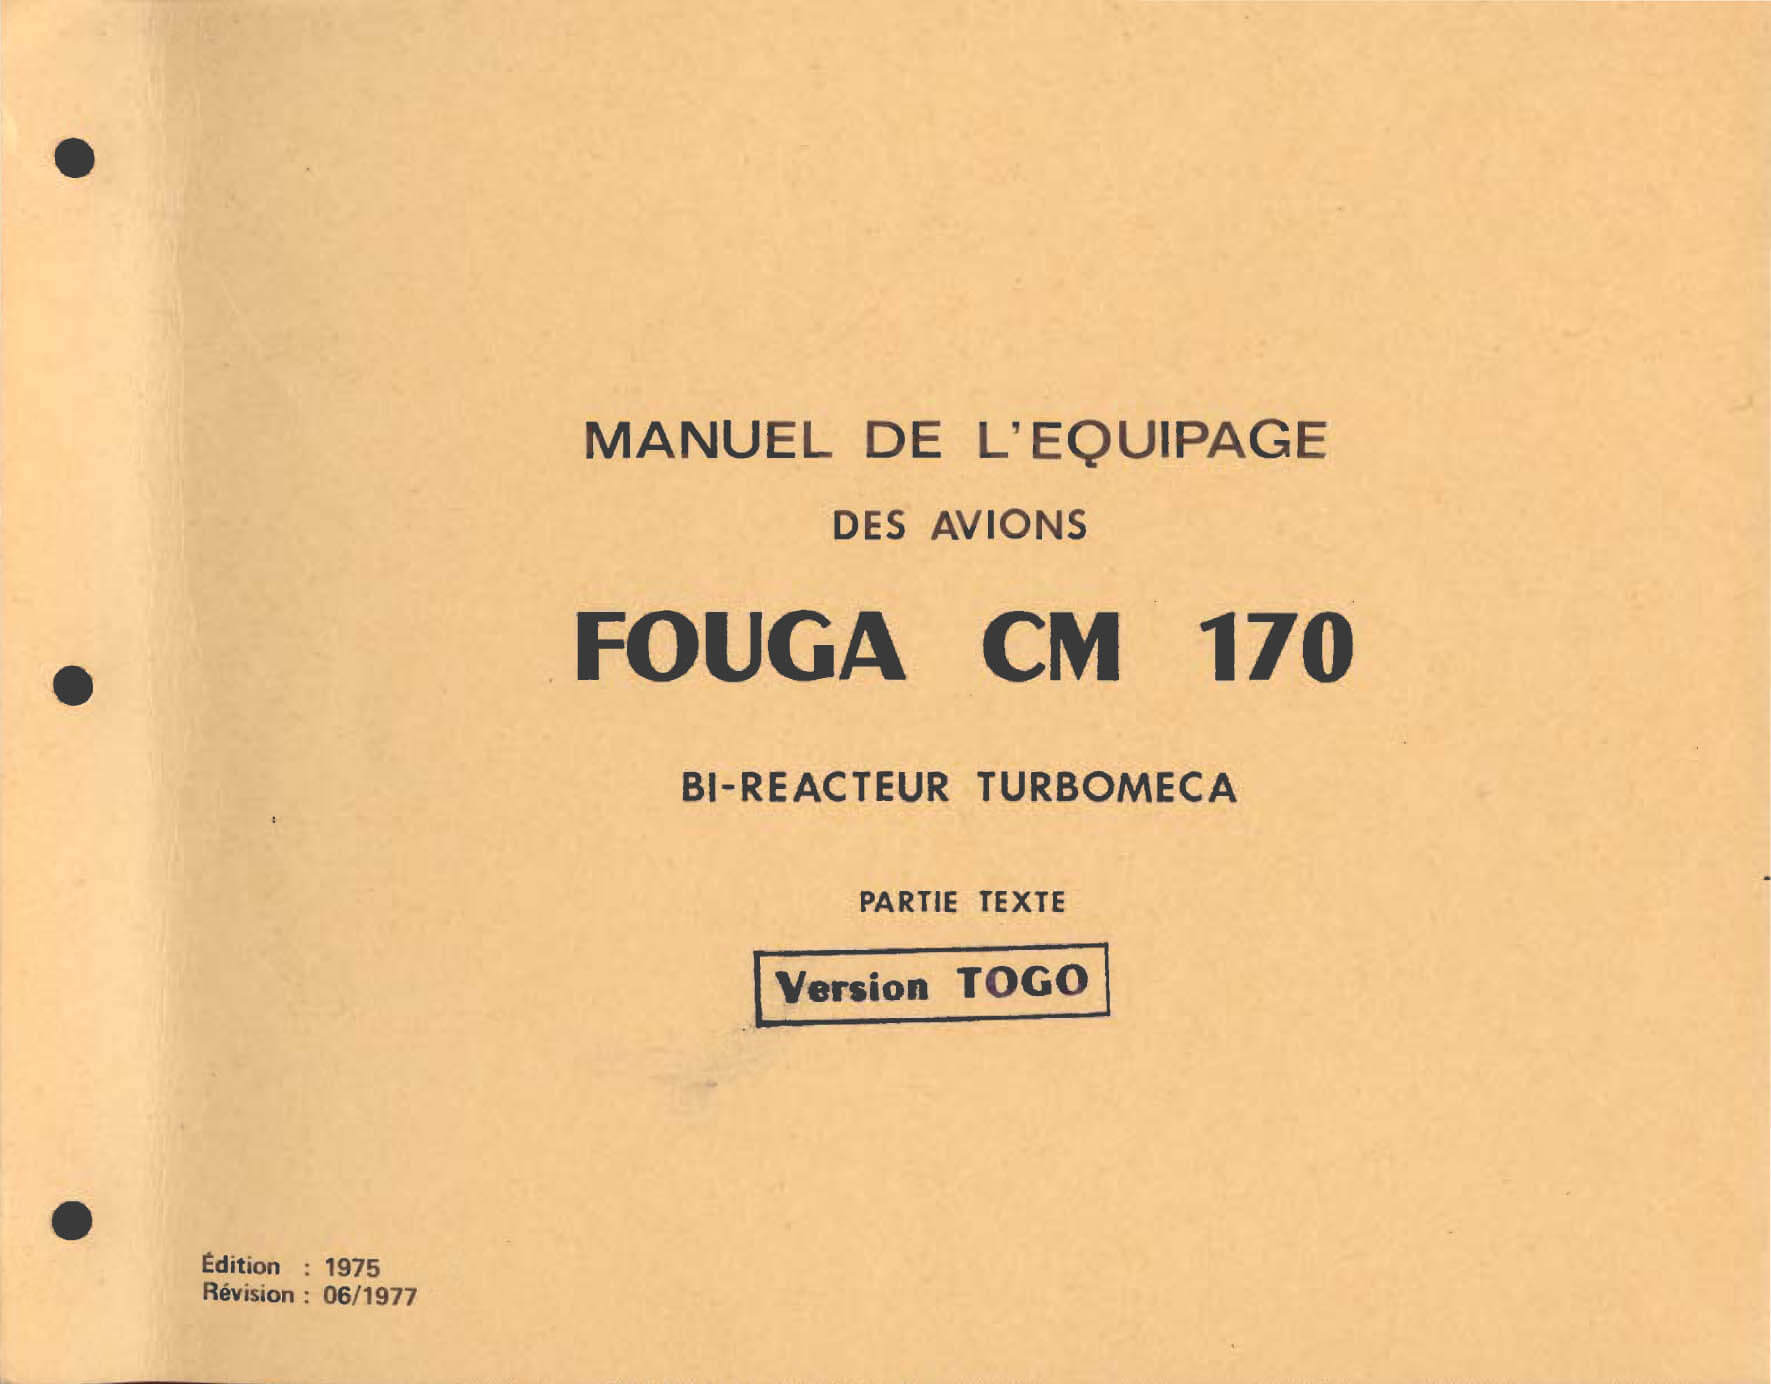 MANUEL DE L'EQUIPAGE
DES AVIONS
FOUGA CM 170
BI-REACTEUR TURBOMECA
PARTIE TEXTE
Version TOGO
Édition : 1975
Révision : 06/1977